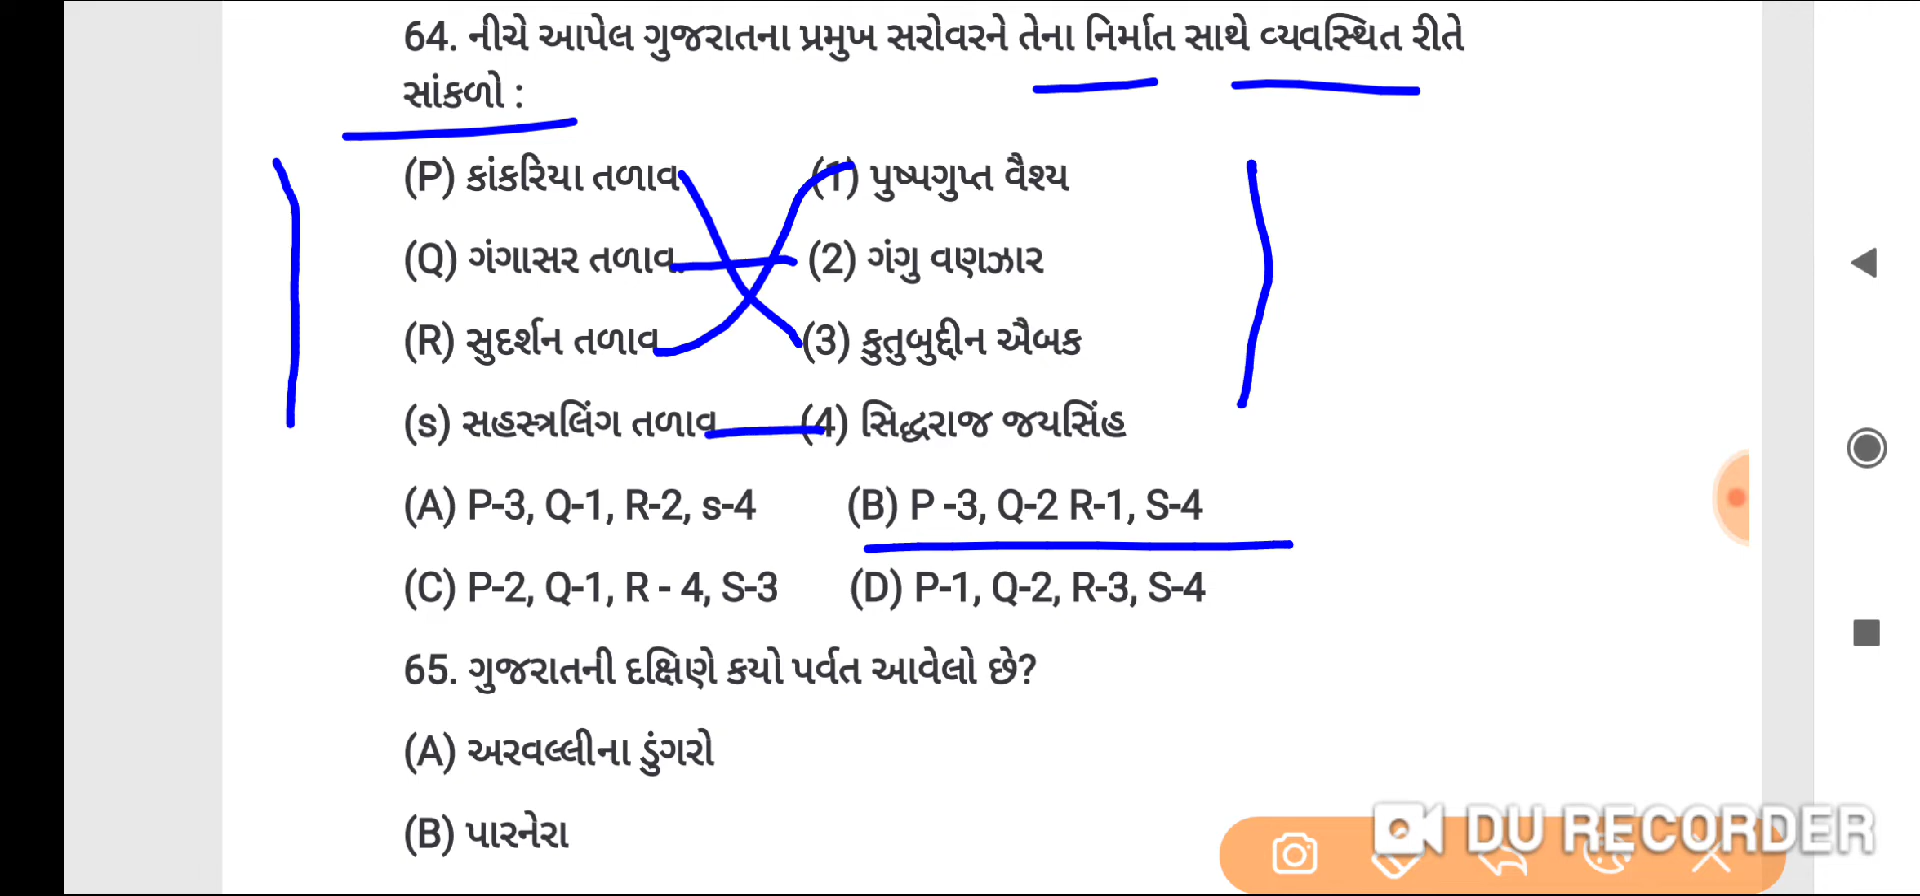 64. નીચે આપેલ ગુજરાતના પ્રમુખ સરોવરને તેના નિર્માત સાથે વ્યવસ્થિત રીતે
સાંકળો :
(P) કાંકરિયા તળાવ (1) પુષ્પગુપ્ત વૈશ્ય
(Q) ગંગાસર તળાવ (2) ગંગુ વણઝાર
(R) સુદર્શન તળાવ (3) કુતુબુદ્દીન ઐબક
(s) સહસ્ત્રલિંગ તળાવ (4) સિદ્ધરાજ જયસિંહ
(A) P-3, Q-1, R-2, s-4 (B) P -3, Q-2 R-1, S-4
(C) P-2, Q-1, R - 4, S-3 (D) P-1, Q-2, R-3, S-4
65. ગુજરાતની દક્ષિણે કયો પર્વત આવેલો છે?
(A) અરવલ્લીના ડુંગરો
(B) પારનેરા
DU RECORDER